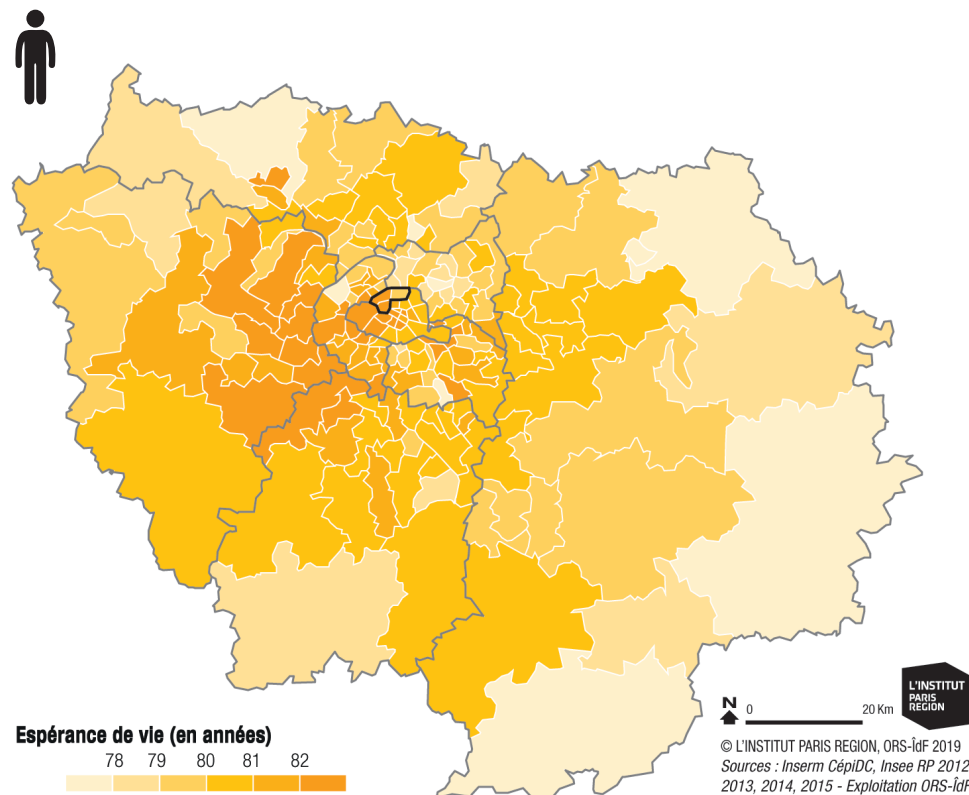 Espérance de vie (en années)
78 79 80 81 82
N 0 20 Km
L'INSTITUT
PARIS
REGION
© L'INSTITUT PARIS REGION, ORS-ÎdF 2019
Sources : Inserm CépiDC, Insee RP 2012
2013, 2014, 2015 - Exploitation ORS-ÎdF